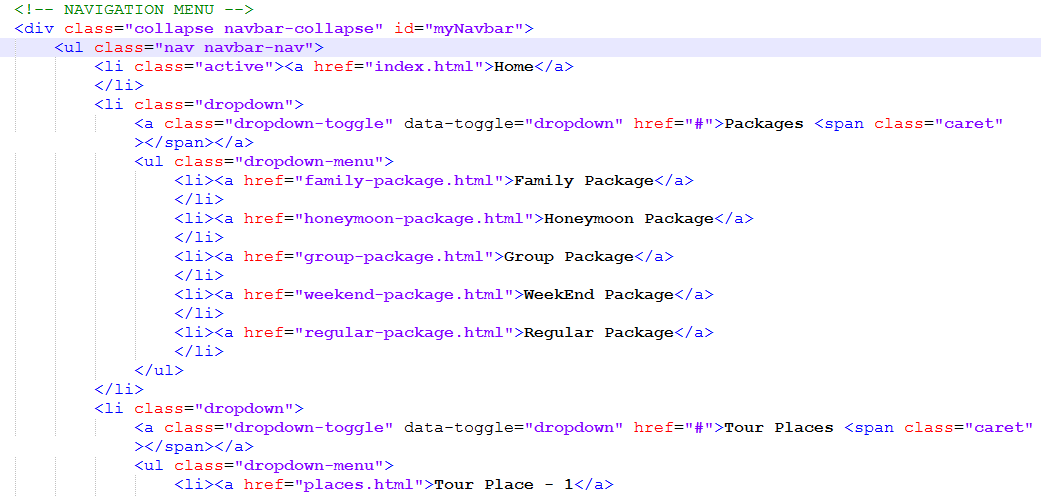 <!-- NAVIGATION MENU -->
<div class="collapse navbar-collapse" id="myNavbar">
<ul class="nav navbar-nav">
<li class="active"><a href="index.html">Home</a>
</li>
<li class="dropdown">
<a class="dropdown-toggle" data-toggle="dropdown" href="#">Packages <span class="caret"
></span></a>
<ul class="dropdown-menu">
<li><a href="family-package.html">Family Package</a>
</li>
<li><a href="honeymoon-package.html">Honeymoon Package</a>
</li>
<li><a href="group-package.html">Group Package</a>
</li>
<li><a href="weekend-package.html">WeekEnd Package</a>
</li>
<li><a href="regular-package.html">Regular Package</a>
</li>
</ul>
</li>
<li class="dropdown">
<a class="dropdown-toggle" data-toggle="dropdown" href="#">Tour Places <span class="caret"
></span></a>
<ul class="dropdown-menu">
<li><a href="places.html">Tour Place - 1</a>